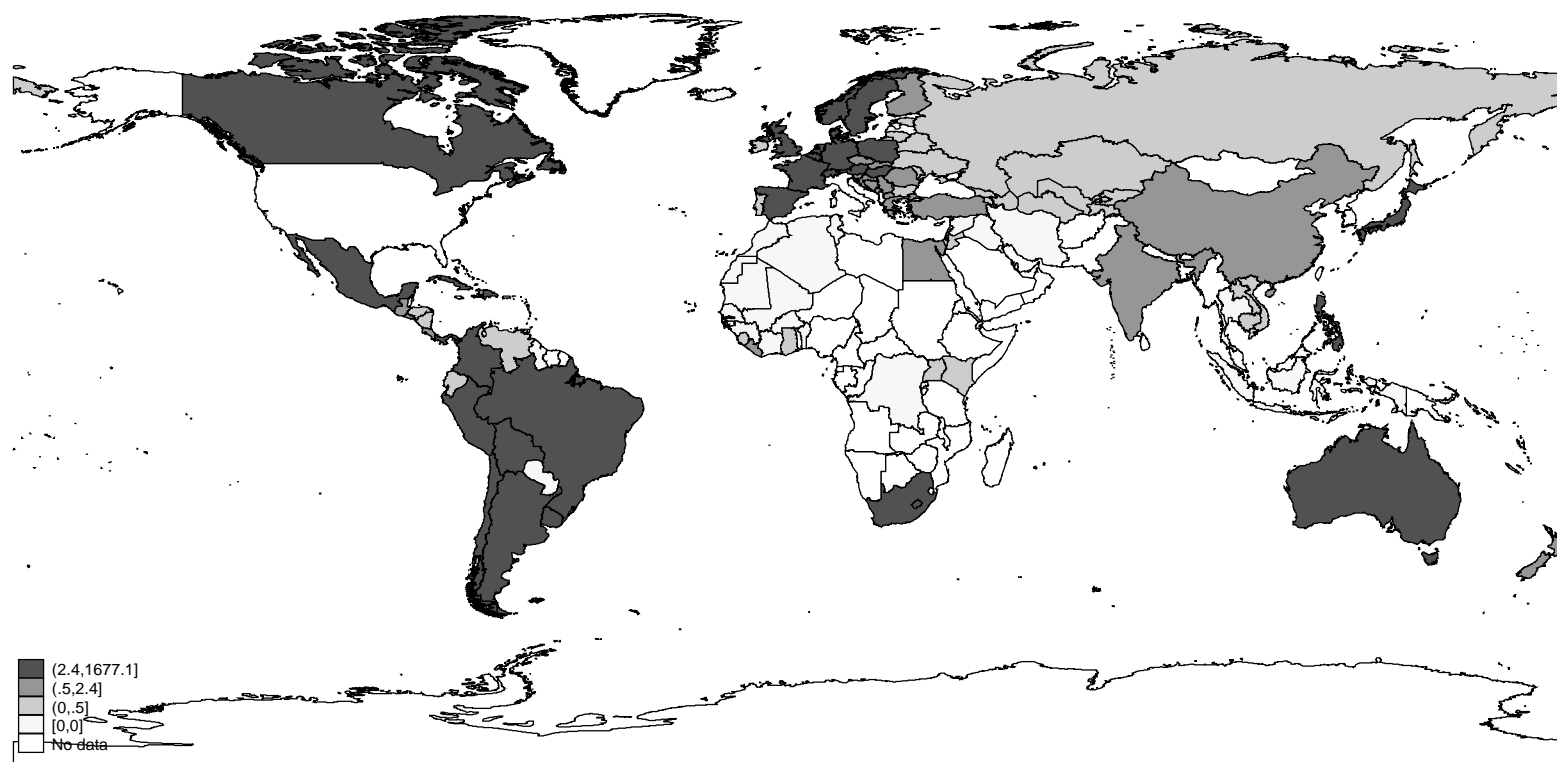 (2.4,1677.1]
(.5,2.4]
(0,.5]
[0,0]
No data